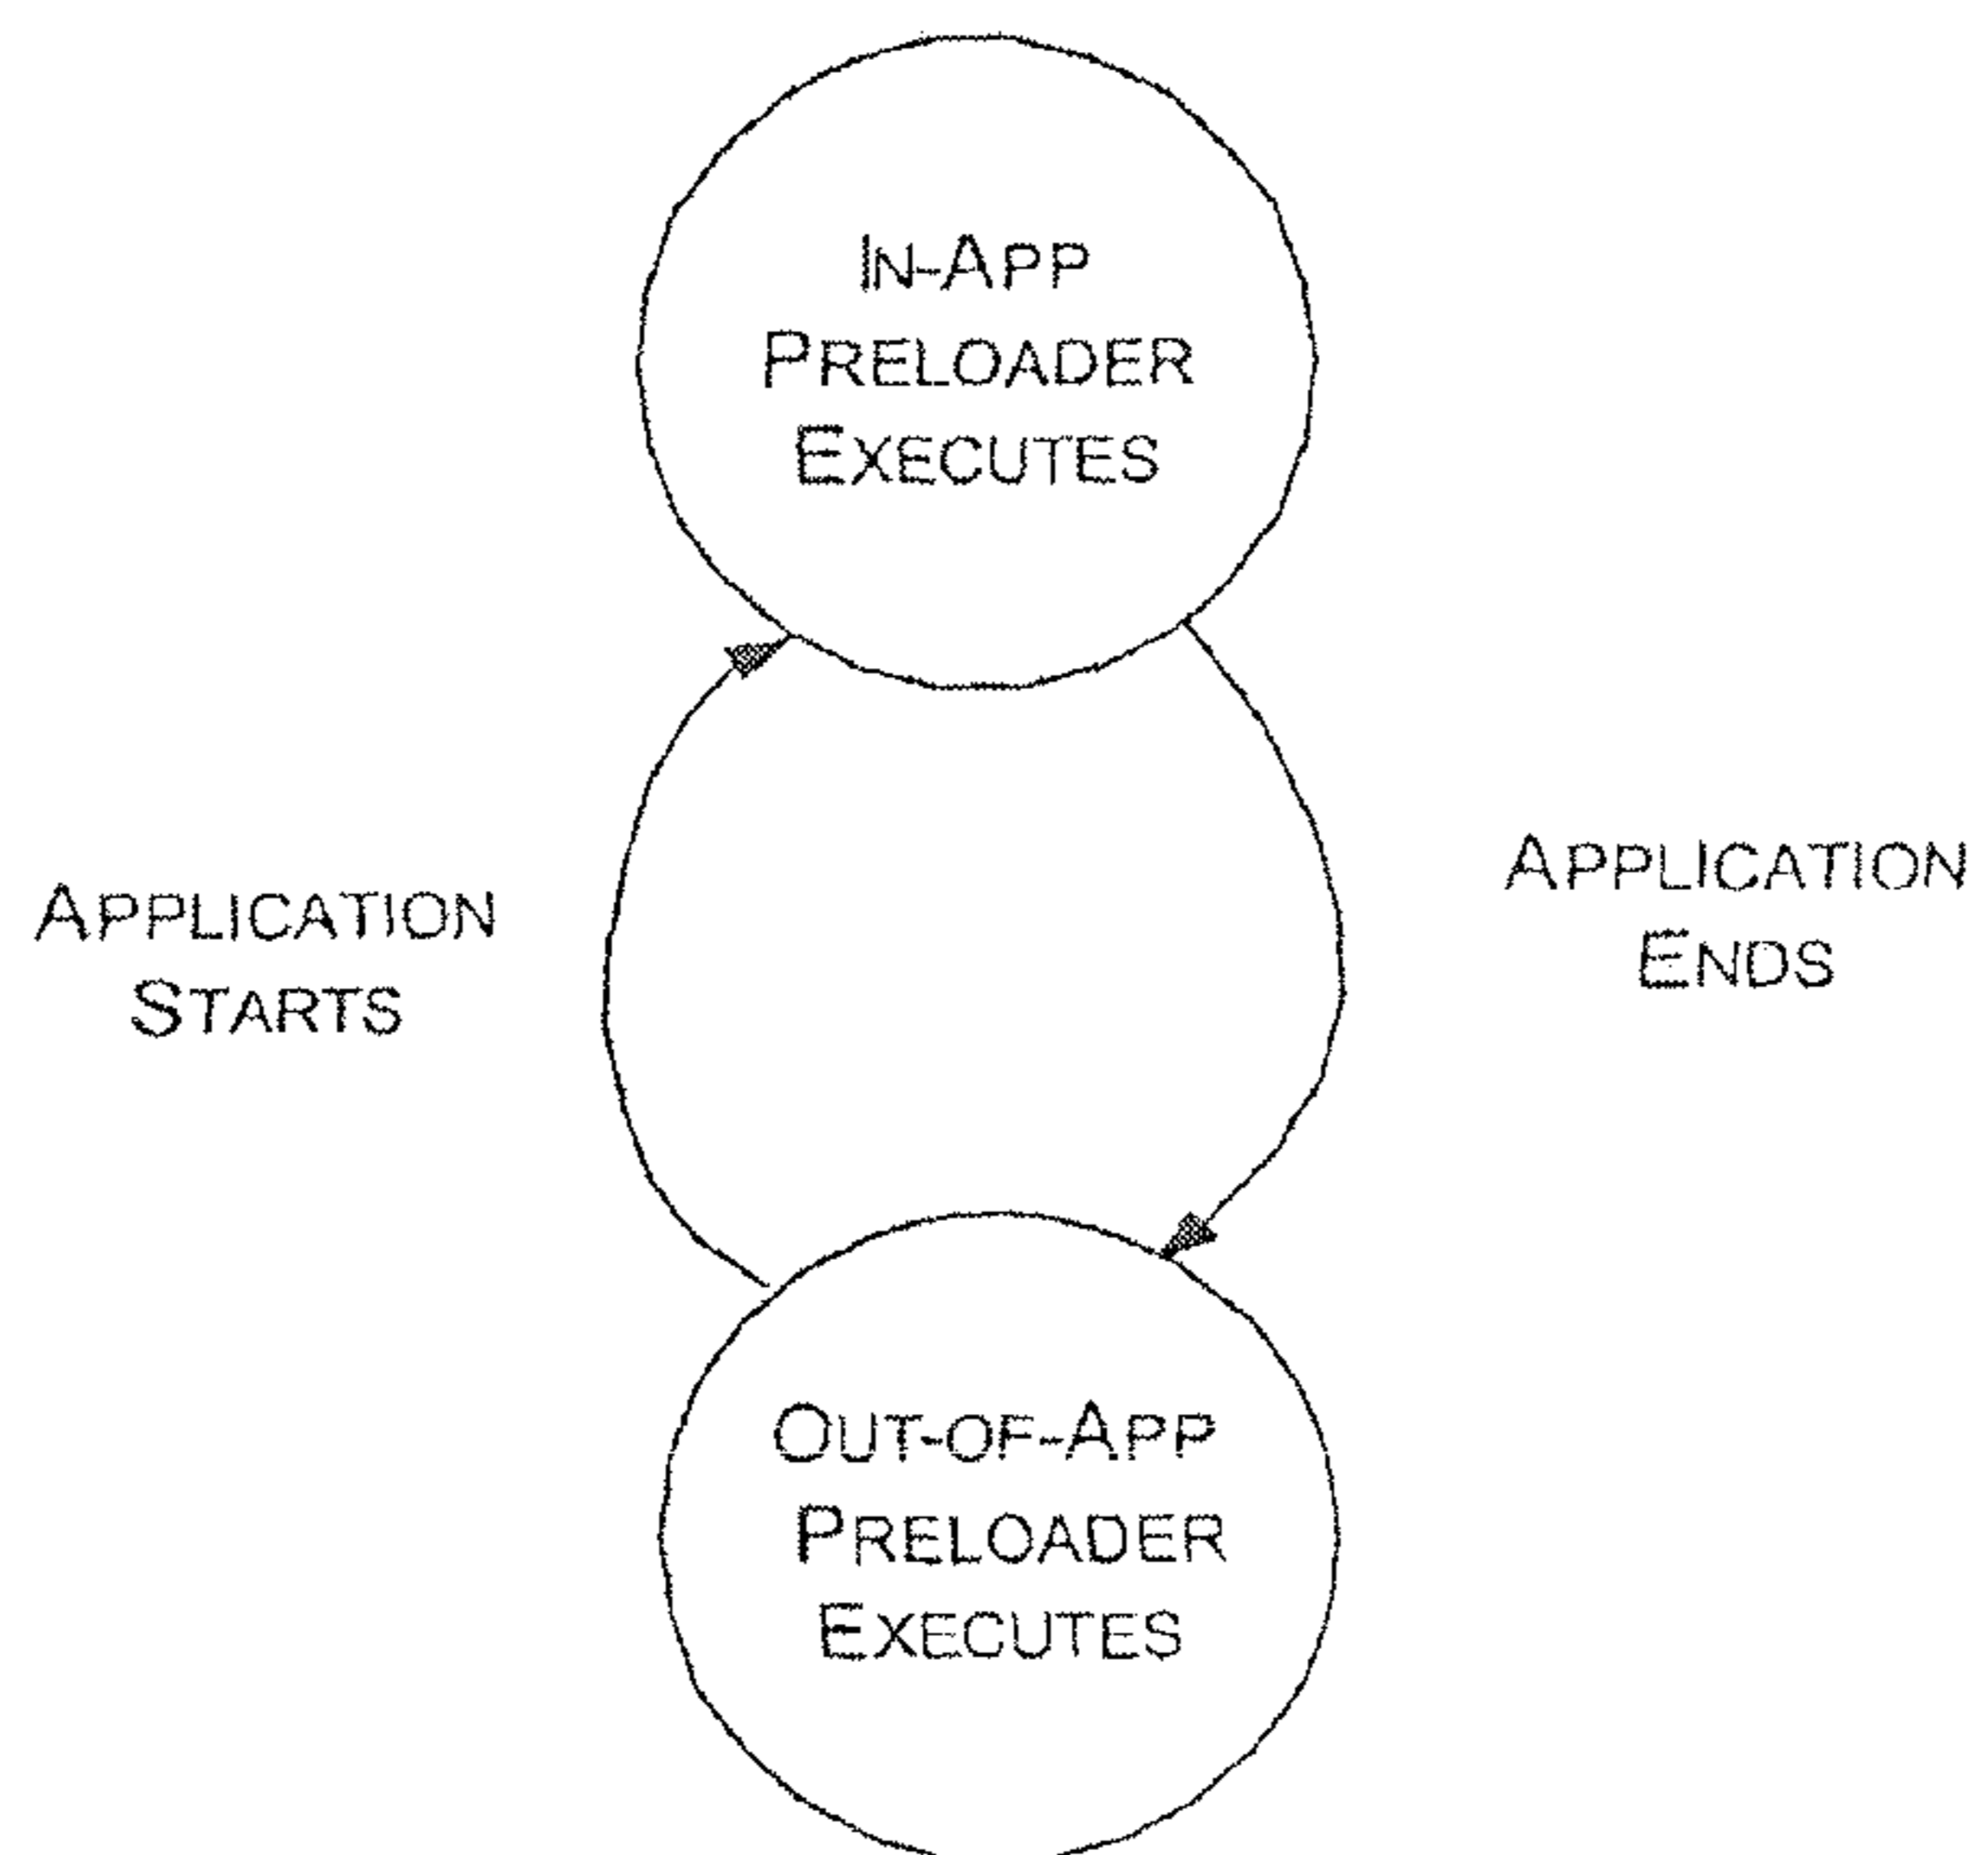 In-App
Preloader
Executes
Application
Starts
Application
Ends
Out-of-App
Preloader
Executes